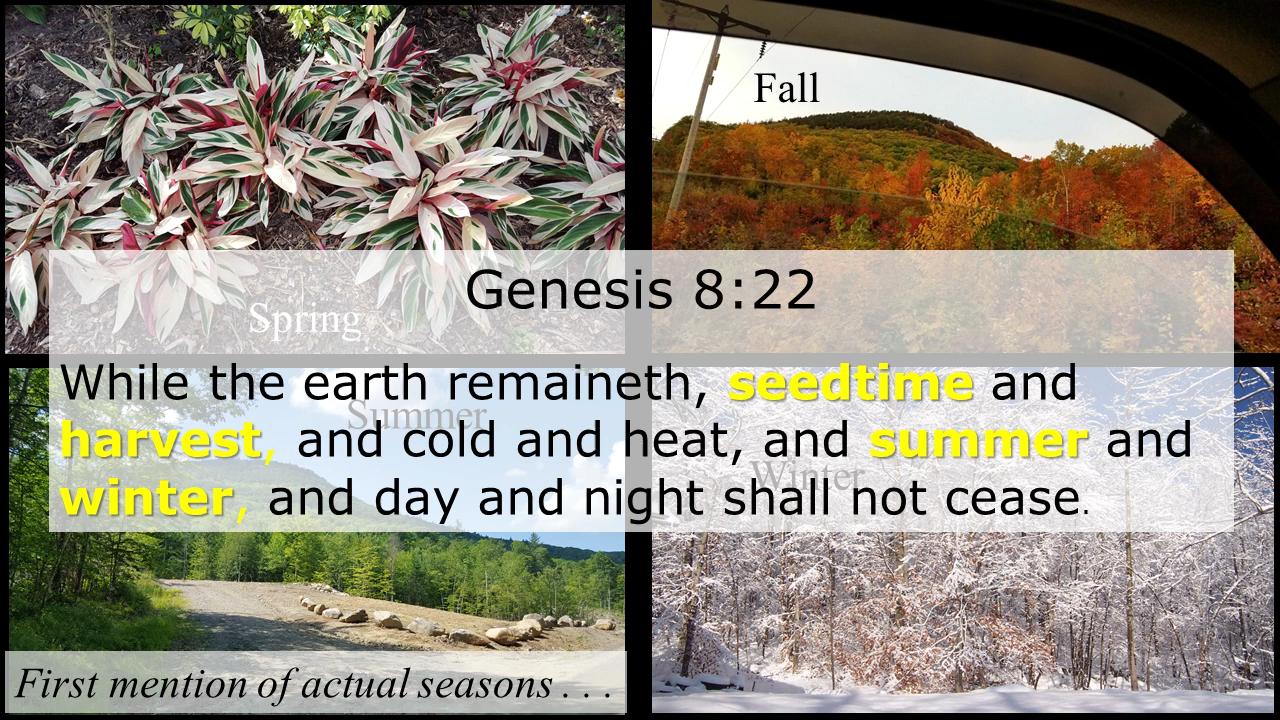 Fall
Genesis 8:22
Spring
While the earth remaineth, seedtime and
Summer
harvest, and cold and heat, and summer and
Winter
winter, and day and night shall not cease.
First mention of actual seasons . . .